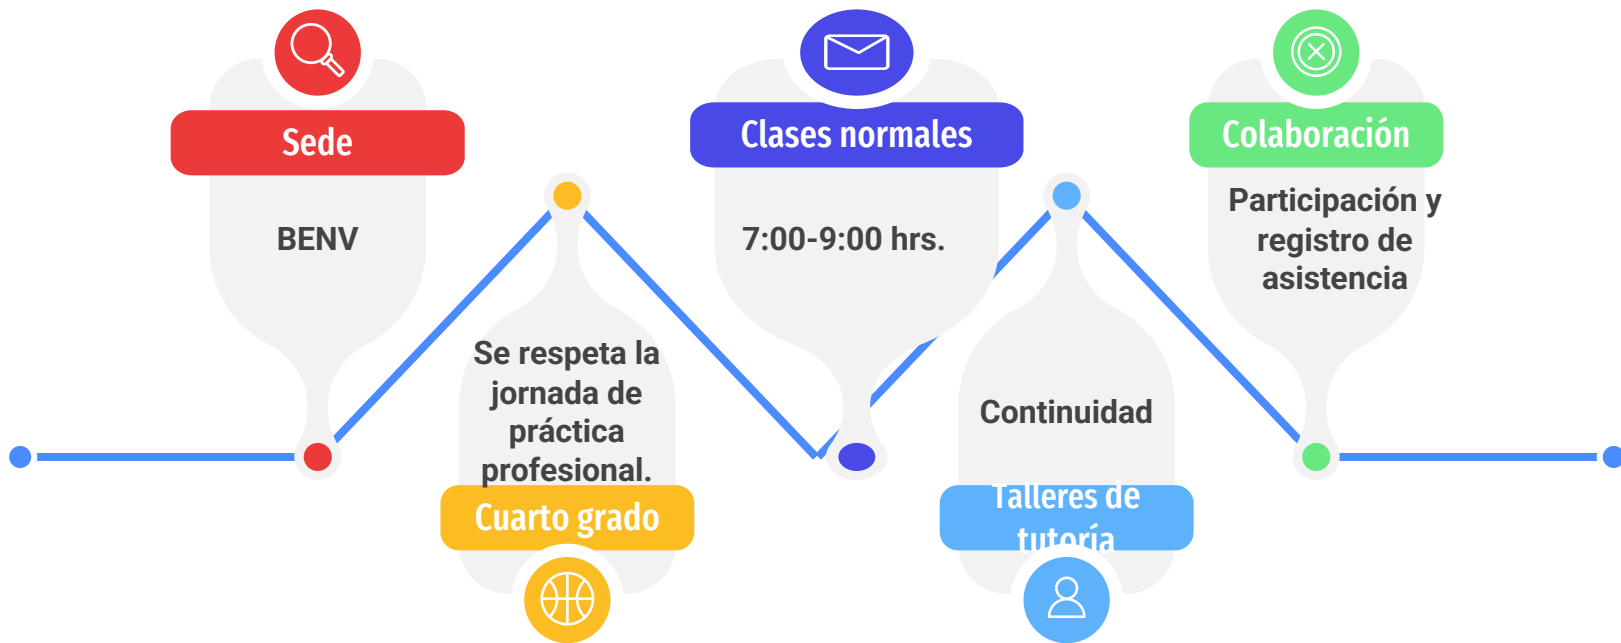 Sede
BENV
Se respeta la
jornada de
práctica
profesional.
Cuarto grado
Clases normales
7:00-9:00 hrs.
Continuidad
Talleres de
tutoría
Colaboración
Participación y
registro de
asistencia